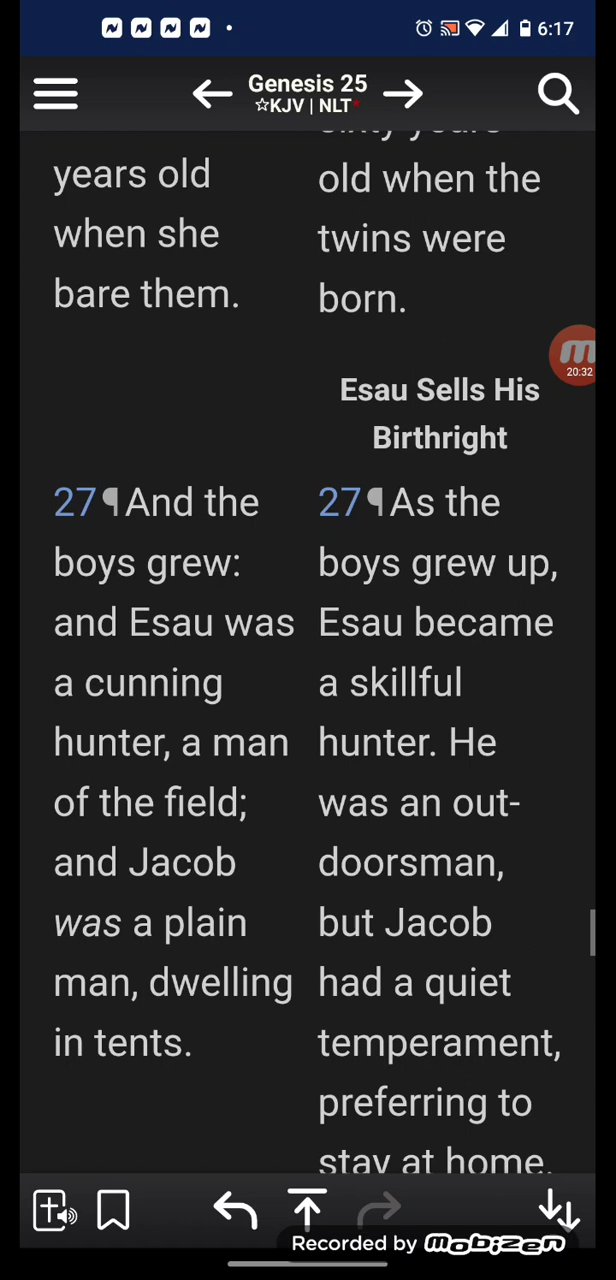 6:17
Genesis 25
☆KJV | NLT*
years old
when she
bare them.
sixty years
old when the
twins were
born.
20:32
Esau Sells His
Birthright
27 ¶And the
boys grew:
and Esau was
a cunning
hunter, a man
of the field;
and Jacob
was a plain
man, dwelling
in tents.
27 ¶As the
boys grew up,
Esau became
a skillful
hunter. He
was an out-
doorsman,
but Jacob
had a quiet
temperament,
preferring to
stay at home.
Recorded by mobizen